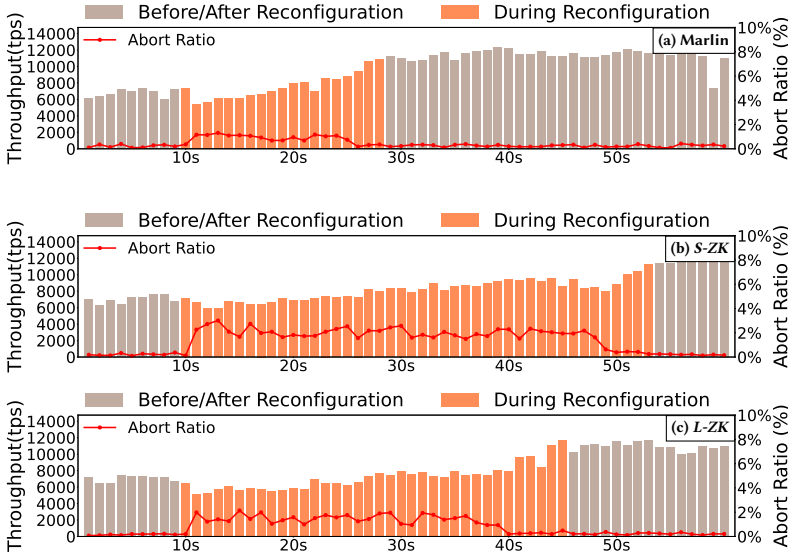 Before/After Reconfiguration During Reconfiguration
14000 10%
Abort Ratio (a) Marlin
12000 8%
10000
8000 6%
6000 4%
4000
2000 2%
0 0%
10s 20s 30s 40s 50s
Throughput(tps)
Abort Ratio (%)
Before/After Reconfiguration During Reconfiguration
14000 10%
Abort Ratio (b) S-ZK
12000 8%
10000
8000 6%
6000 4%
4000
2000 2%
0 0%
10s 20s 30s 40s 50s
Throughput(tps)
Abort Ratio (%)
Before/After Reconfiguration During Reconfiguration
14000 10%
Abort Ratio (c) L-ZK
12000 8%
10000
8000 6%
6000 4%
4000
2000 2%
0 0%
10s 20s 30s 40s 50s
Throughput(tps)
Abort Ratio (%)